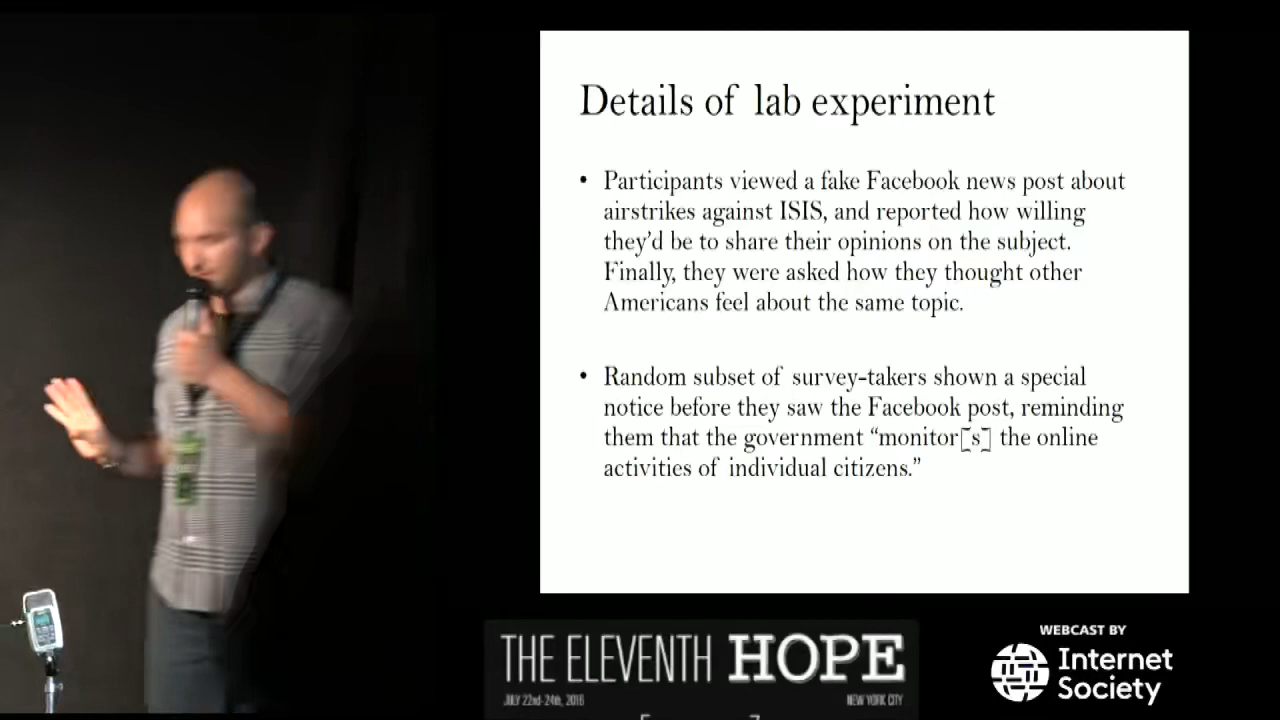 Details of lab experiment
• Participants viewed a fake Facebook news post about
airstrikes against ISIS, and reported how willing
they’d be to share their opinions on the subject.
Finally, they were asked how they thought other
Americans feel about the same topic.
• Random subset of survey-takers shown a special
notice before they saw the Facebook post, reminding
them that the government “monitor[s] the online
activities of individual citizens.”
THE ELEVENTH HOPE
JULY 22nd-24th, 2016 NEW YORK CITY
WEBCAST BY
Internet
Society